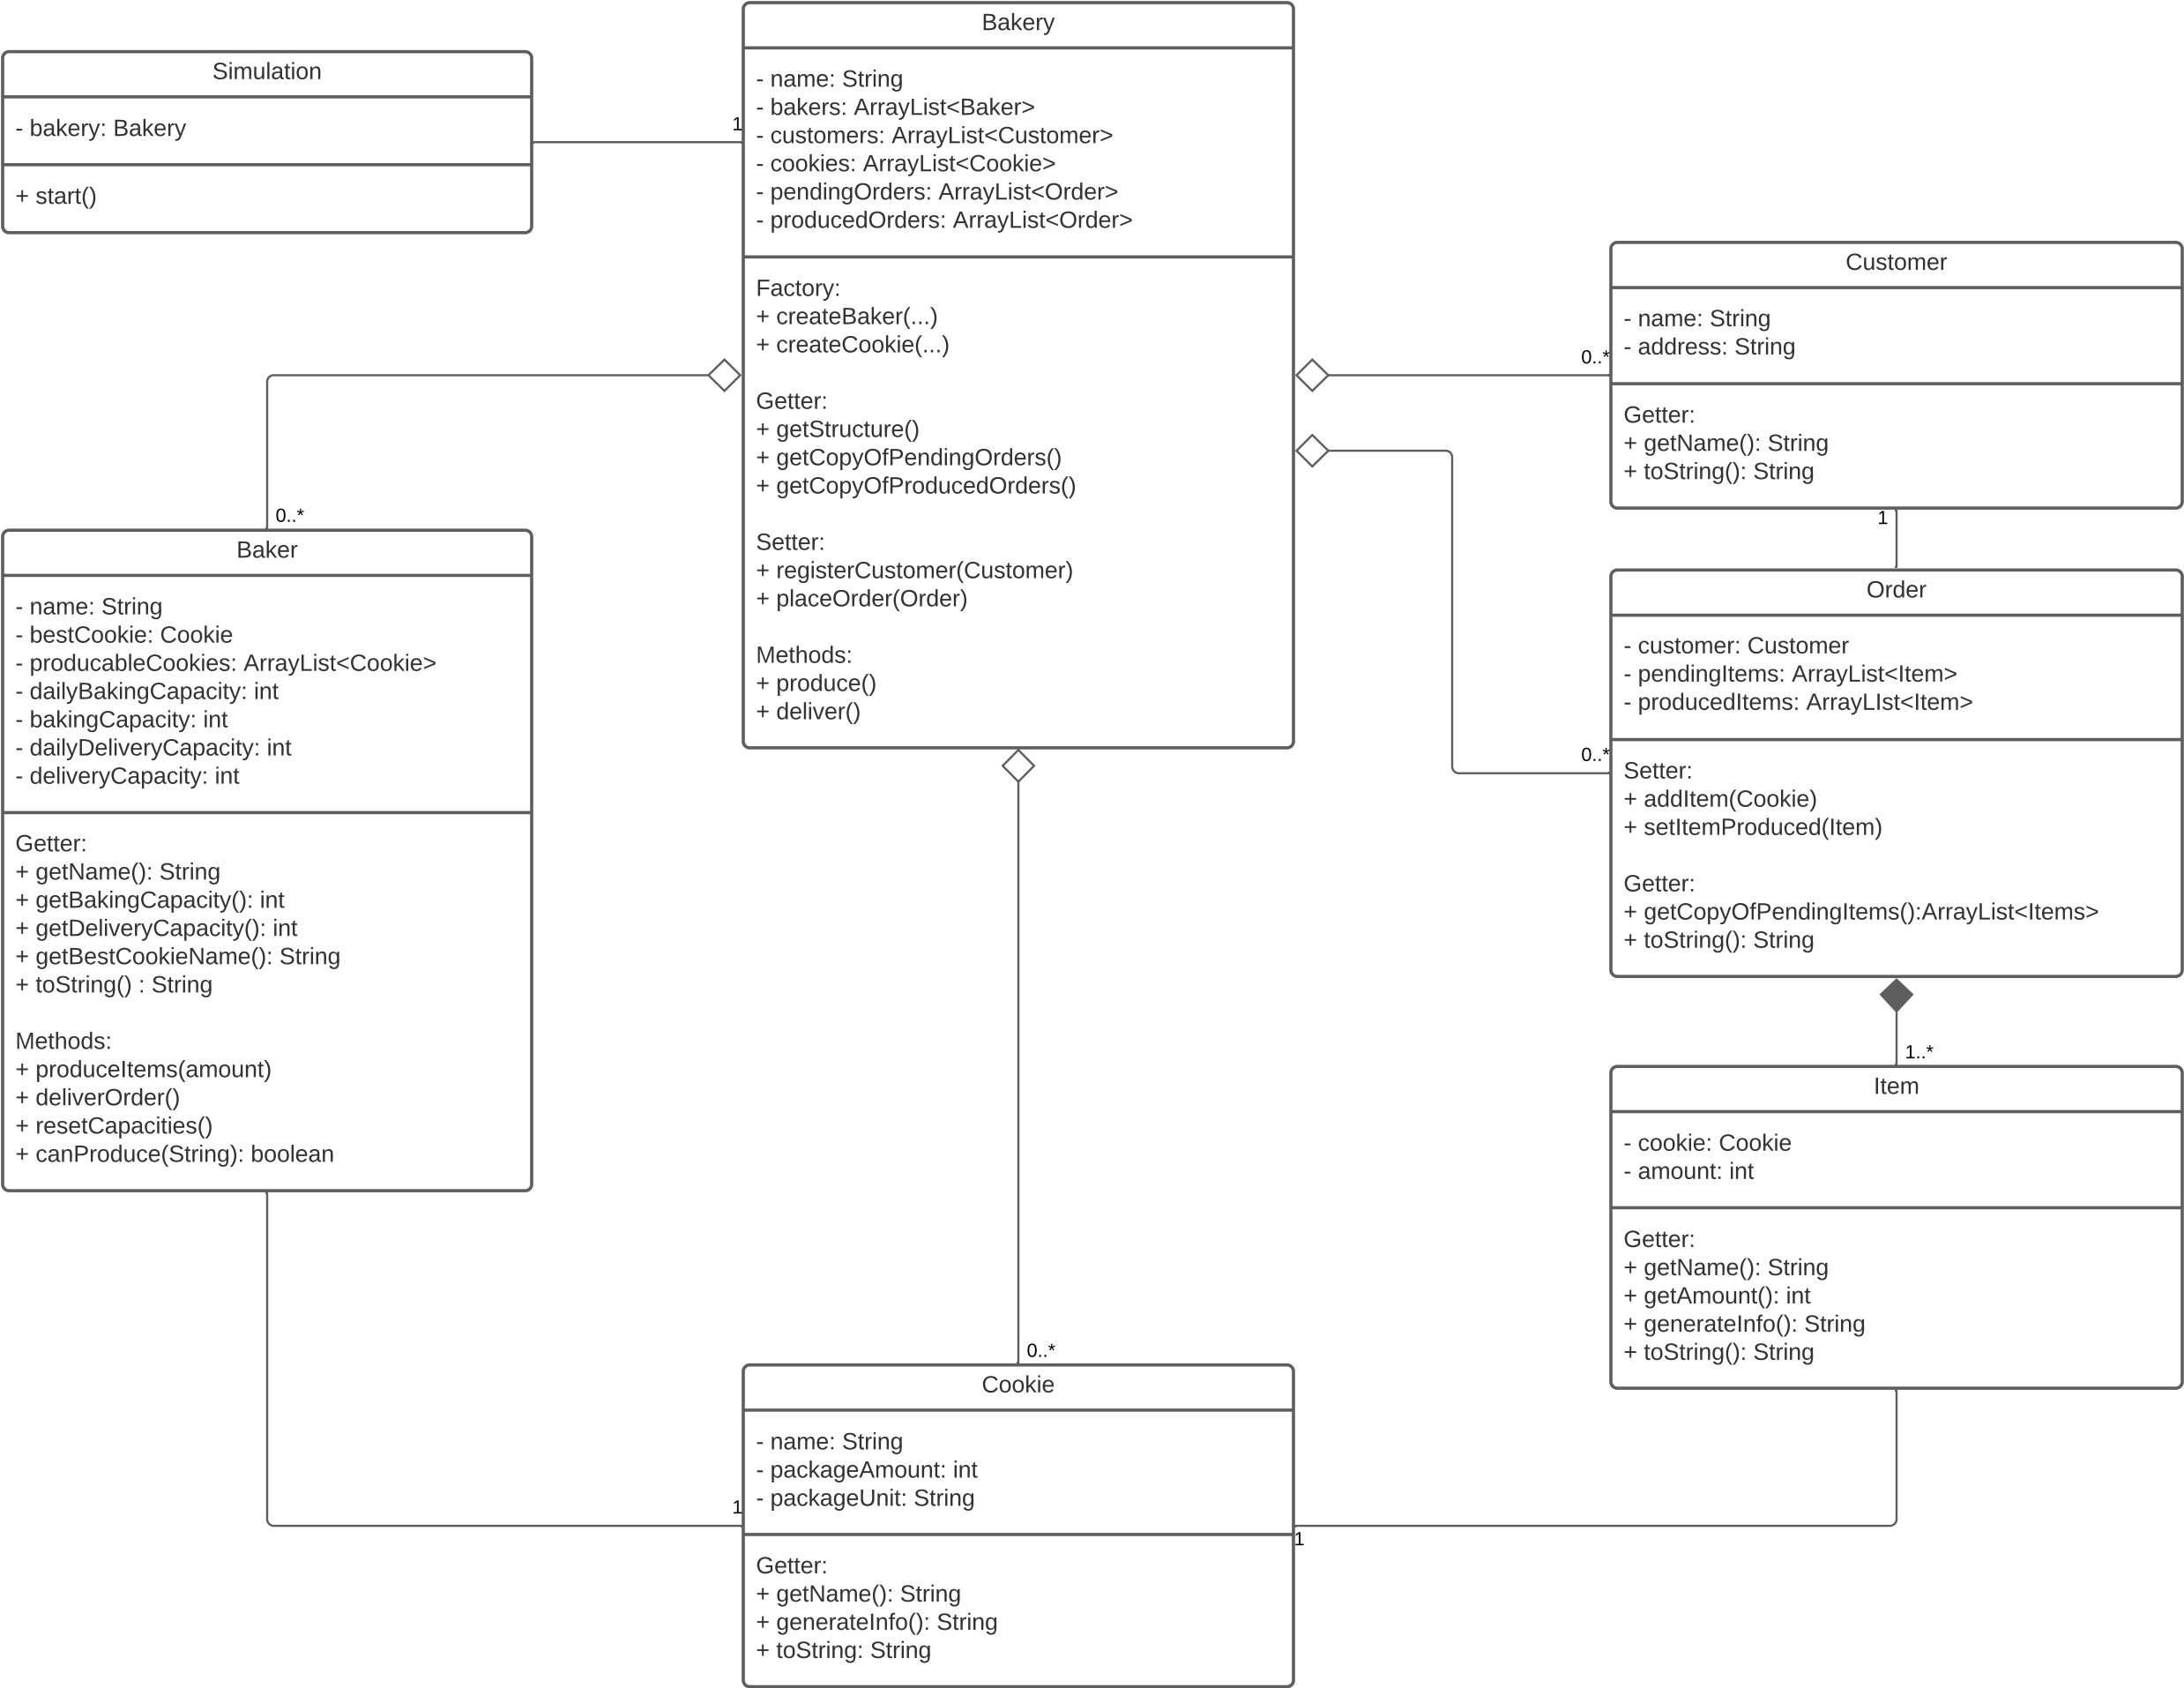 Simulation
- bakery: Bakery
+ start()
1
Bakery
- name: String
- bakers: ArrayList<Baker>
- customers: ArrayList<Customer>
- cookies: ArrayList<Cookie>
- pendingOrders: ArrayList<Order>
- producedOrders: ArrayList<Order>
Factory:
+ createBaker(...)
+ createCookie(...)
Getter:
+ getStructure()
+ getCopyOfPendingOrders()
+ getCopyOfProducedOrders()
Setter:
+ registerCustomer(Customer)
+ placeOrder(Order)
Methods:
+ produce()
+ deliver()
0..*
Customer
- name: String
- address: String
Getter:
+ getName(): String
+ toString(): String
1
0..*
Order
- customer: Customer
- pendingItems: ArrayList<Item>
- producedItems: ArrayLIst<Item>
Setter:
+ addItem(Cookie)
+ setItemProduced(Item)
Getter:
+ getCopyOfPendingItems():ArrayList<Items>
+ toString(): String
1..*
Item
- cookie: Cookie
- amount: int
Getter:
+ getName(): String
+ getAmount(): int
+ generateInfo(): String
+ toString(): String
0..*
Baker
- name: String
- bestCookie: Cookie
- producableCookies: ArrayList<Cookie>
- dailyBakingCapacity: int
- bakingCapacity: int
- dailyDeliveryCapacity: int
- deliveryCapacity: int
Getter:
+ getName(): String
+ getBakingCapacity(): int
+ getDeliveryCapacity(): int
+ getBestCookieName(): String
+ toString() : String
Methods:
+ produceItems(amount)
+ deliverOrder()
+ resetCapacities()
+ canProduce(String): boolean
0..*
1
1
Cookie
- name: String
- packageAmount: int
- packageUnit: String
Getter:
+ getName(): String
+ generateInfo(): String
+ toString: String